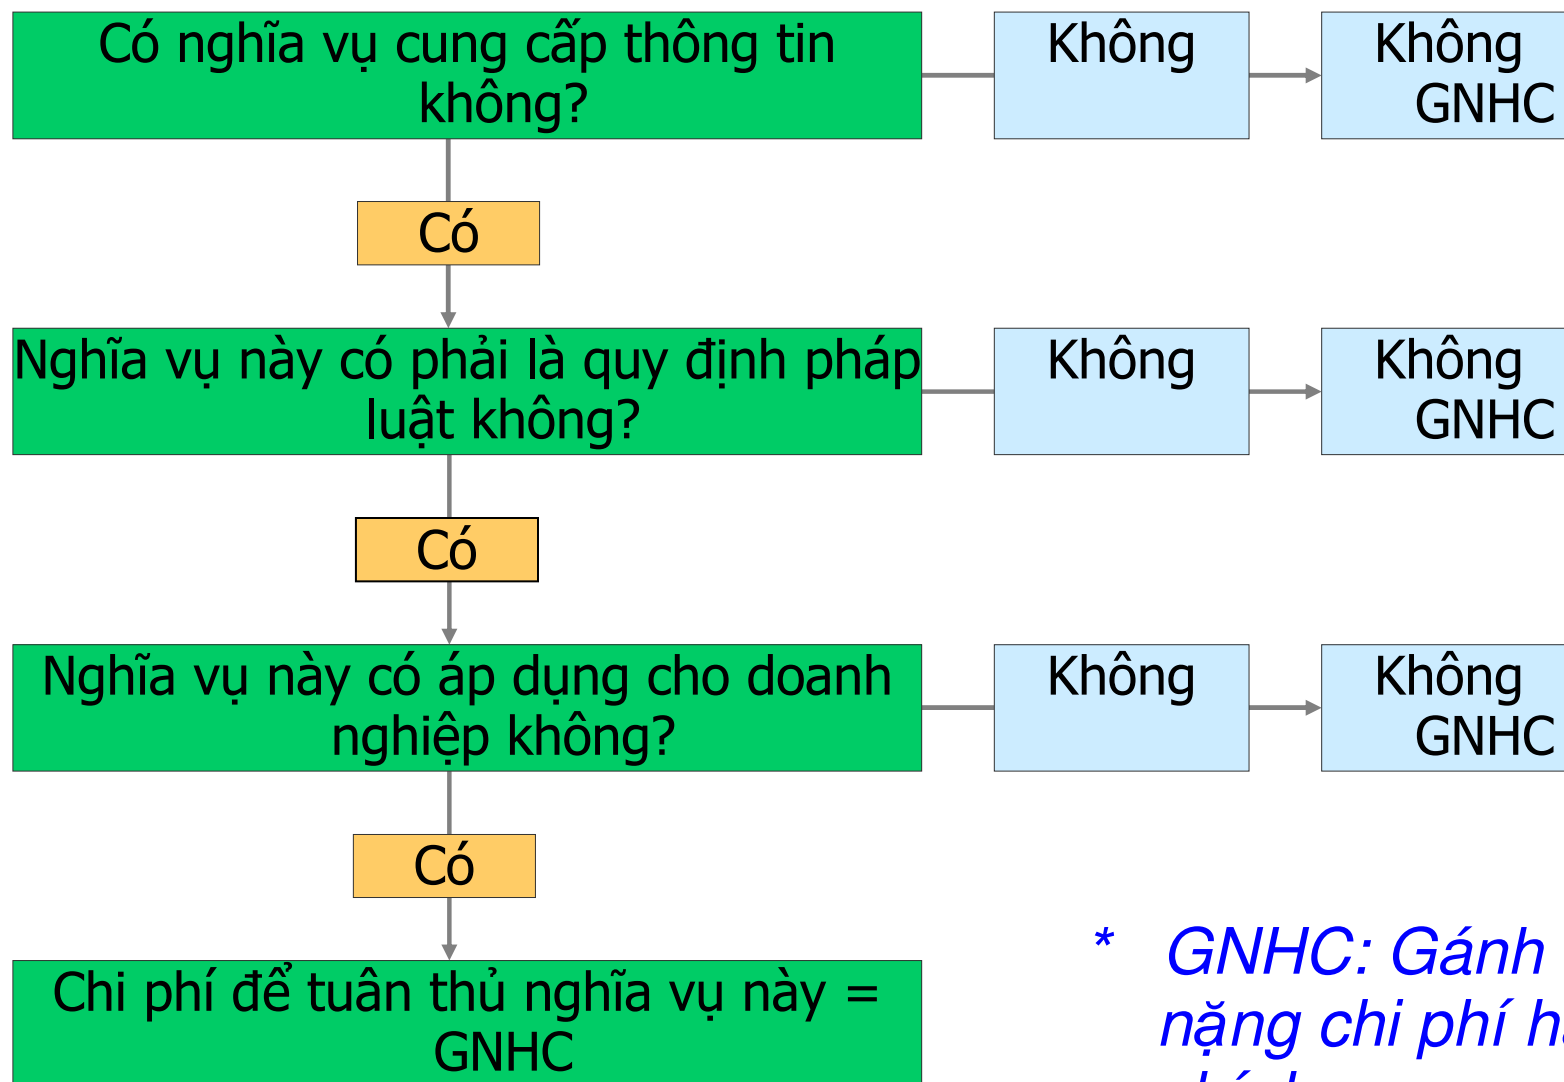 Có nghĩa vụ cung cấp thông tin
không?
Không
Không
GNHC
Có
Nghĩa vụ này có phải là quy định pháp
luật không?
Không
Không
GNHC
Có
Nghĩa vụ này có áp dụng cho doanh
nghiệp không?
Không
Không
GNHC
Có
Chi phí để tuân thủ nghĩa vụ này =
GNHC
* GNHC: Gánh
nặng chi phí